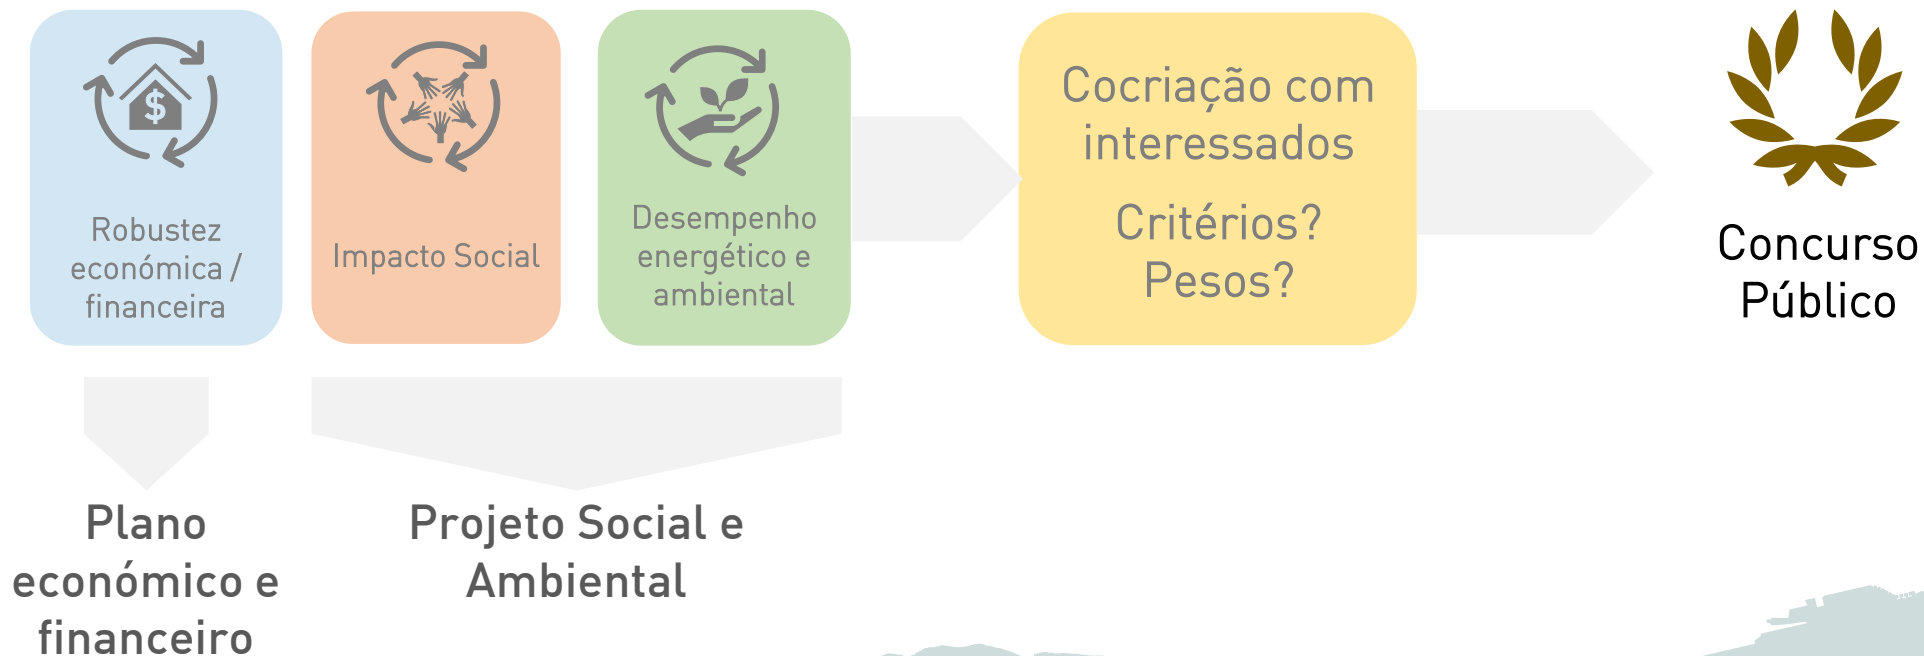 Robustez
económica /
financeira
Impacto Social
Desempenho
energético e
ambiental
Cocriação com
interessados
Critérios?
Pesos?
Concurso
Público
Plano
económico e
financeiro
Projeto Social e
Ambiental